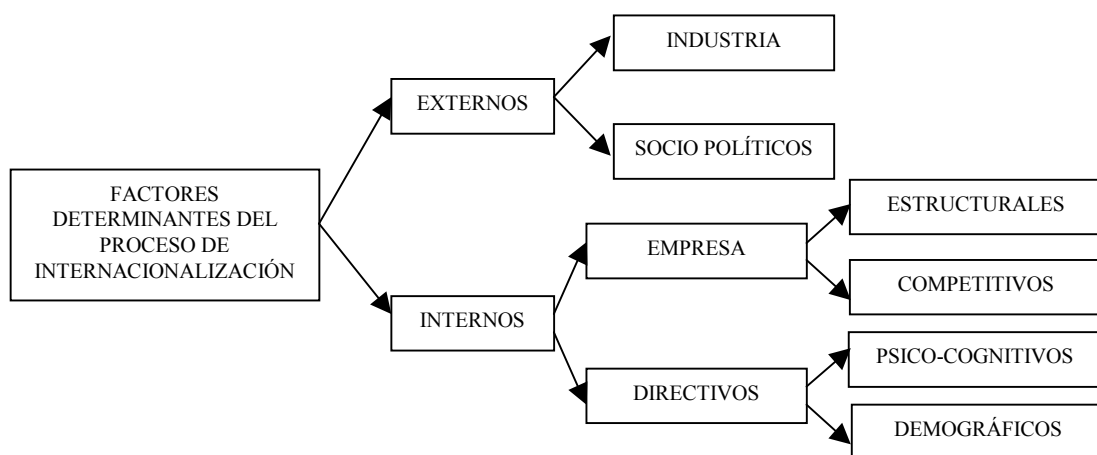 INDUSTRIA
EXTERNOS
SOCIO POLÍTICOS
FACTORES
DETERMINANTES DEL
PROCESO DE
INTERNACIONALIZACIÓN
ESTRUCTURALES
EMPRESA
COMPETITIVOS
INTERNOS
PSICO-COGNITIVOS
DIRECTIVOS
DEMOGRÁFICOS